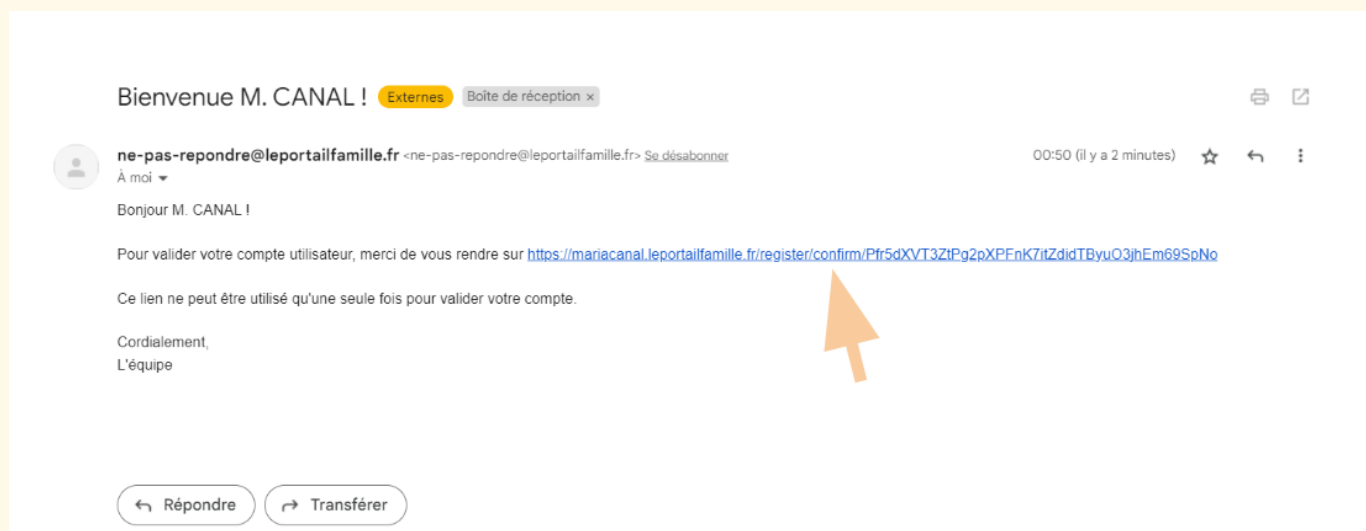 Bienvenue M. CANAL ! Externes Boîte de réception ×
ne-pas-repondre@leportailfamille.fr <ne-pas-repondre@leportailfamille.fr> Se désabonner 00:50 (il y a 2 minutes)
À moi
Bonjour M. CANAL !
Pour valider votre compte utilisateur, merci de vous rendre sur https://mariacanal.leportailfamille.fr/register/confirm/Pfr5dXVT3ZtPg2pXPFnK7itZdidTByuO3jhEm69SpNo
Ce lien ne peut être utilisé qu'une seule fois pour valider votre compte.
Cordialement,
L'équipe
Répondre Transférer